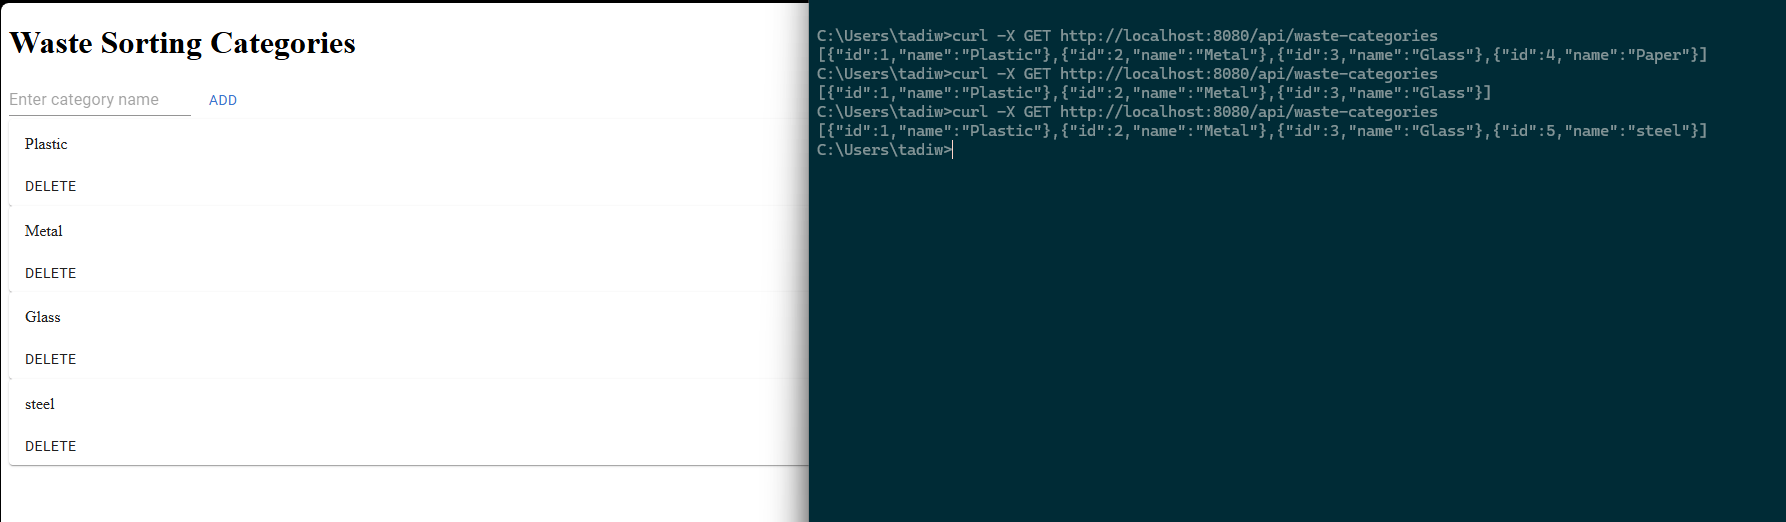 Waste Sorting Categories
Enter category name ADD
Plastic
DELETE
Metal
DELETE
Glass
DELETE
steel
DELETE
C:\Users\tadiw>curl -X GET http://localhost:8080/api/waste-categories
[{"id":1,"name":"Plastic"},{"id":2,"name":"Metal"},{"id":3,"name":"Glass"},{"id":4,"name":"Paper"}]
C:\Users\tadiw>curl -X GET http://localhost:8080/api/waste-categories
[{"id":1,"name":"Plastic"},{"id":2,"name":"Metal"},{"id":3,"name":"Glass"}]
C:\Users\tadiw>curl -X GET http://localhost:8080/api/waste-categories
[{"id":1,"name":"Plastic"},{"id":2,"name":"Metal"},{"id":3,"name":"Glass"},{"id":5,"name":"steel"}]
C:\Users\tadiw>